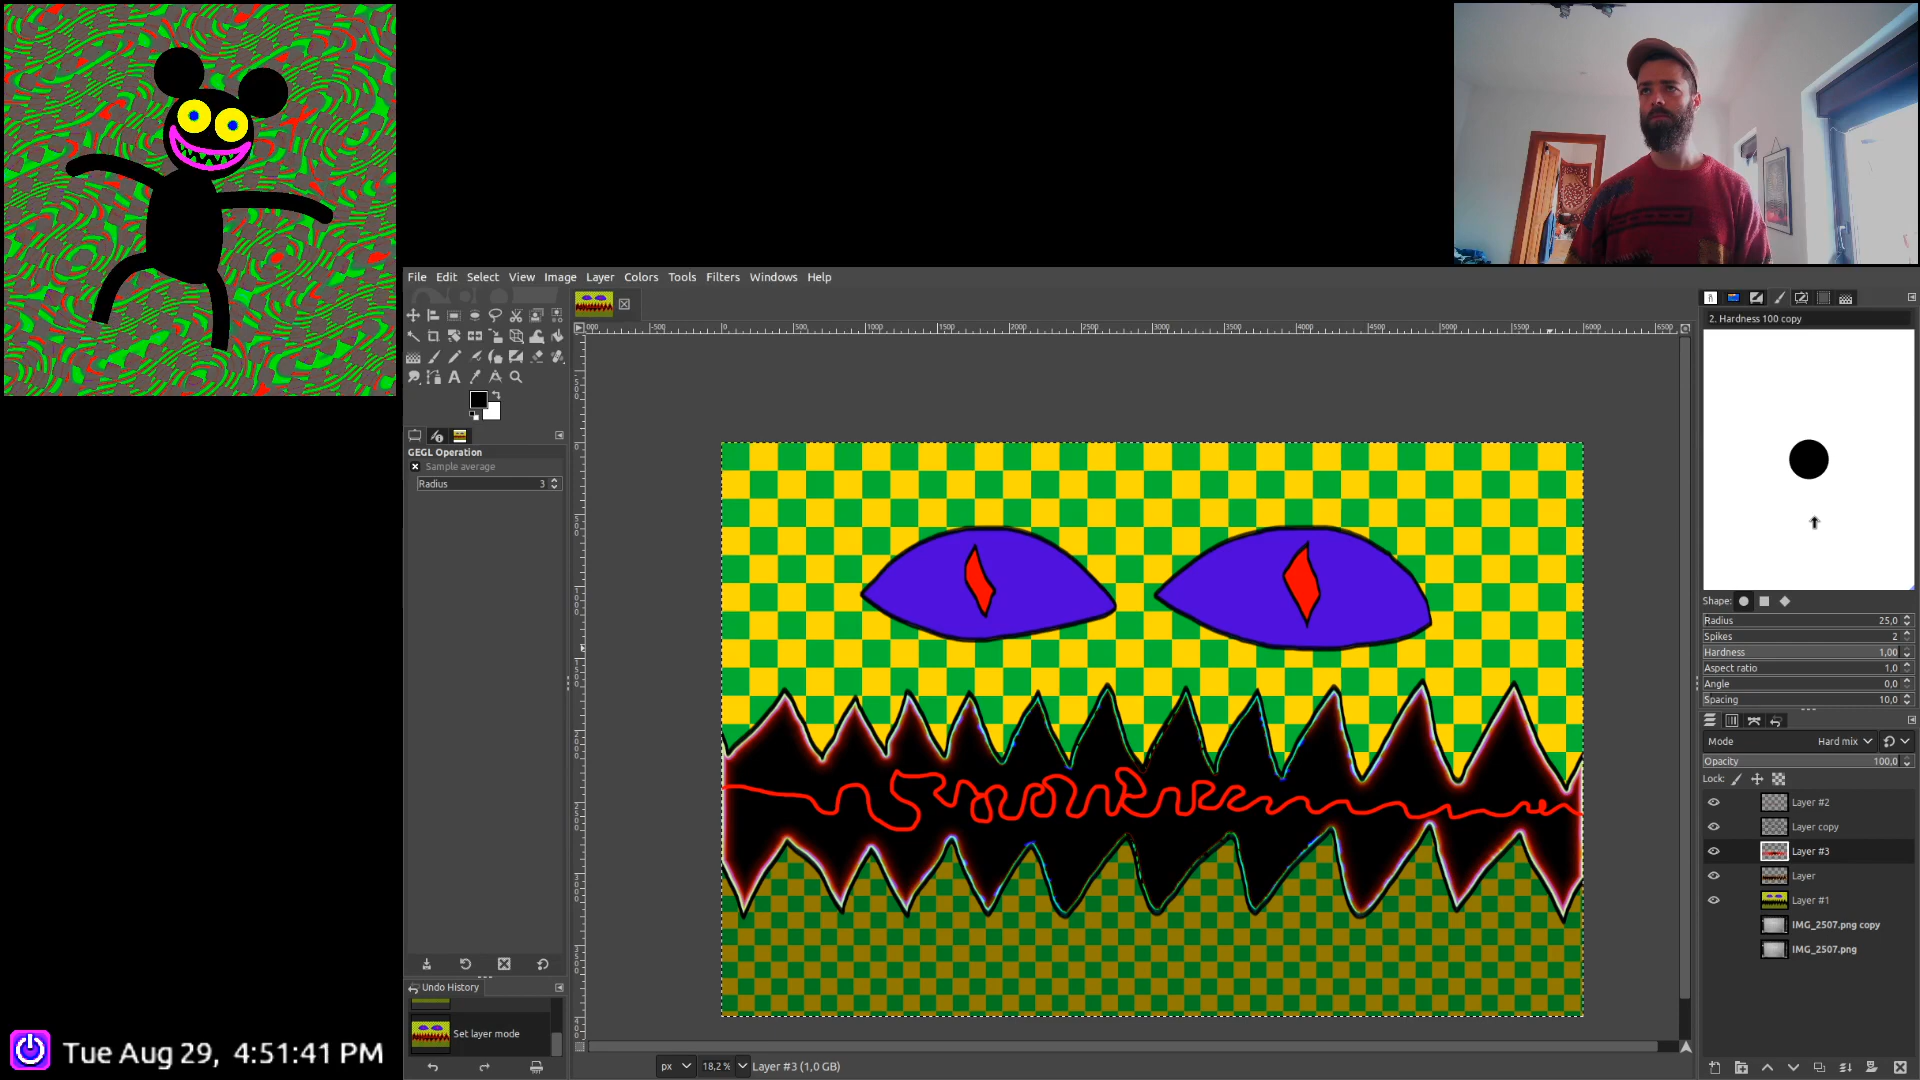 File Edit Select View Image Layer Colors Tools Filters Windows Help
2. Hardness 100 copy
GEGL Operation
Sample average
Radius 3
Shape:
Radius 25,0
Spikes 2
Hardness 1,00
Aspect ratio 1,0
Angle 0,0
Spacing 10,0
Mode Hard mix
Opacity 100,0
Lock:
Layer #2
Layer copy
Layer #3
Layer
Layer #1
IMG_2507.png copy
IMG_2507.png
Undo History
Set layer mode
Tue Aug 29, 4:51:41 PM
px 18,2 % Layer #3 (1,0 GB)